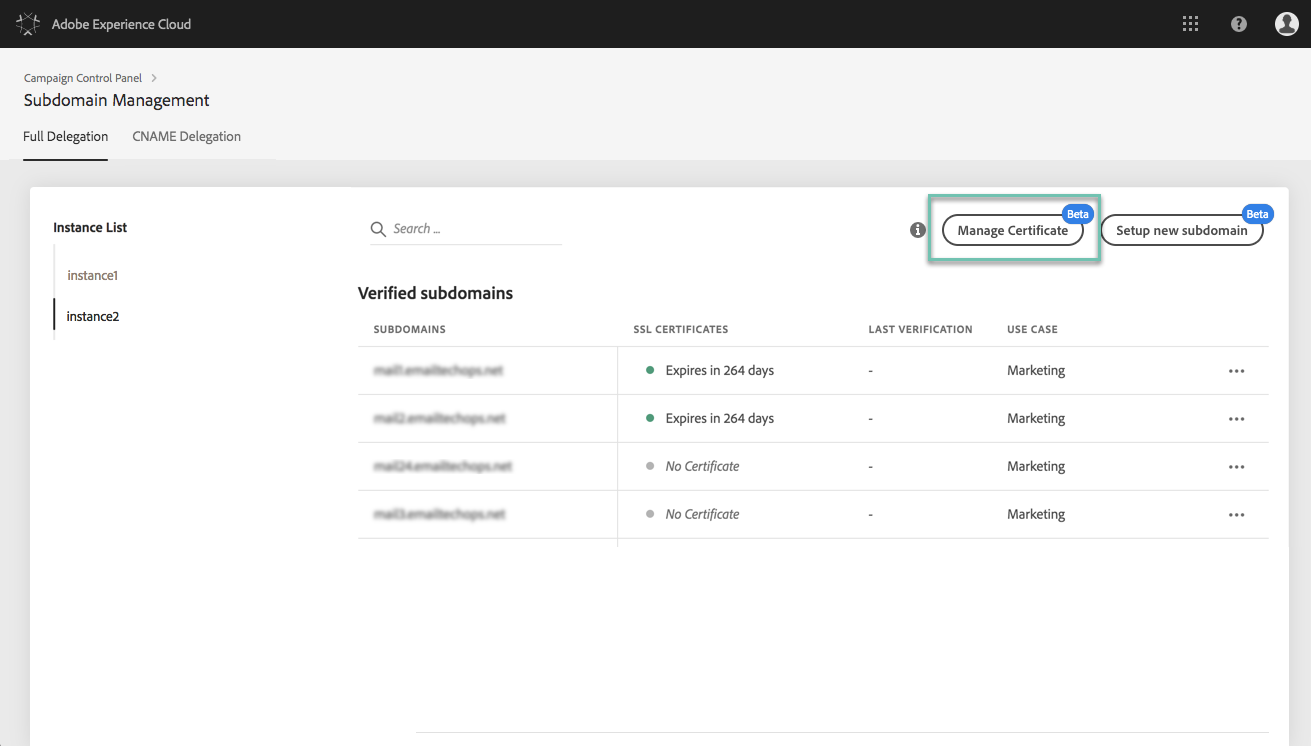 Adobe Experience Cloud
Campaign Control Panel
Subdomain Management
Full Delegation CNAME Delegation
Instance List
instance1
instance2
Search ...
Manage Certificate Beta
Setup new subdomain Beta
Verified subdomains
SUBDOMAINS SSL CERTIFICATES LAST VERIFICATION USE CASE
mail1.emailtechops.net Expires in 264 days - Marketing
mail2.emailtechops.net Expires in 264 days - Marketing
mail24.emailtechops.net No Certificate - Marketing
mail3.emailtechops.net No Certificate - Marketing